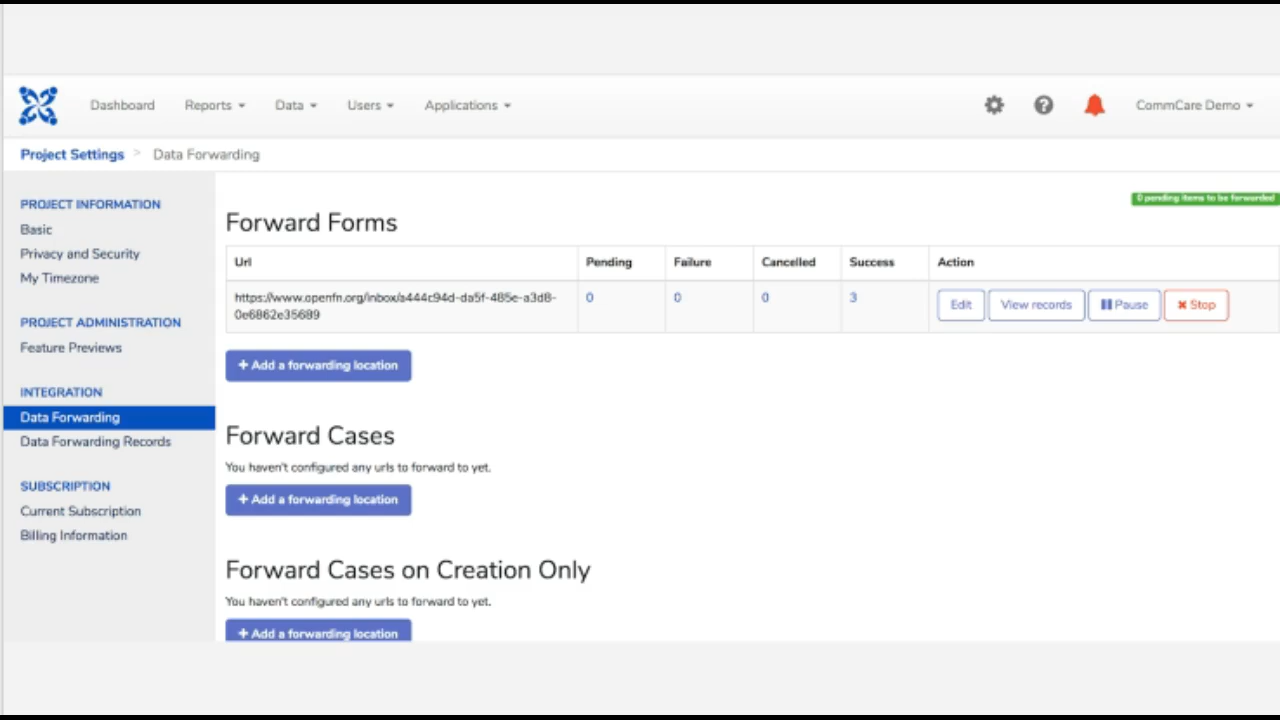 Dashboard Reports Data Users Applications CommCare Demo
Project Settings > Data Forwarding
0 pending items to be forwarded
PROJECT INFORMATION
Basic
Privacy and Security
My Timezone
PROJECT ADMINISTRATION
Feature Previews
INTEGRATION
Data Forwarding
Data Forwarding Records
SUBSCRIPTION
Current Subscription
Billing Information
Forward Forms
Url Pending Failure Cancelled Success Action
https://www.openfn.org/inbox/a444c94d-da5f-485e-a3d8-
0e6862e35689
0 0 0 3 Edit View records Pause Stop
+ Add a forwarding location
Forward Cases
You haven't configured any urls to forward to yet.
+ Add a forwarding location
Forward Cases on Creation Only
You haven't configured any urls to forward to yet.
+ Add a forwarding location